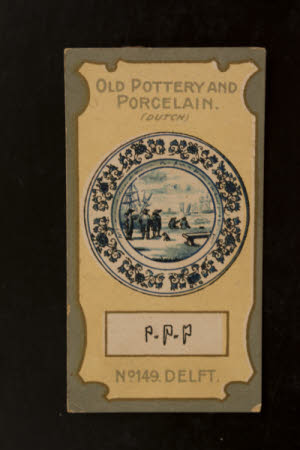 OLD POTTERY AND
PORCELAIN.
(DUTCH)
Nº149. DELFT.